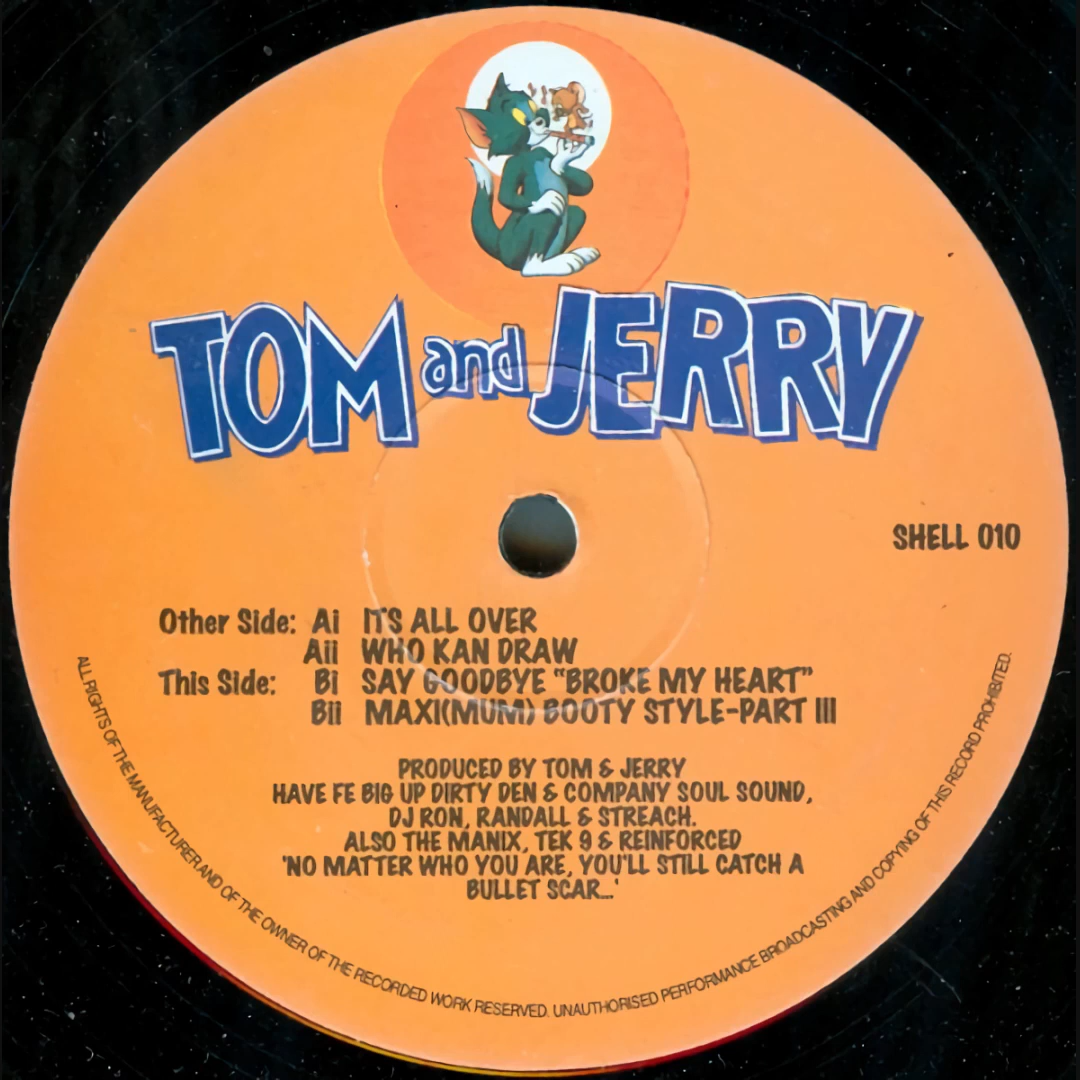 TOM and JERRY
SHELL 010
Other Side: Ai ITS ALL OVER
Aii WHO KAN DRAW
This Side: Bi SAY GOODBYE "BROKE MY HEART"
Bii MAXI(MUM) BOOTY STYLE-PART III
PRODUCED BY TOM & JERRY
HAVE FE BIG UP DIRTY DEN & COMPANY SOUL SOUND,
DJ RON, RANDALL & STREACH.
ALSO THE MANIX, TEK 9 & REINFORCED
'NO MATTER WHO YOU ARE, YOU'LL STILL CATCH A
BULLET SCAR...'
ALL RIGHTS OF THE MANUFACTURER AND OF THE OWNER OF THE RECORDED WORK RESERVED. UNAUTHORISED PERFORMANCE BROADCASTING AND COPYING OF THIS RECORD PROHIBITED.